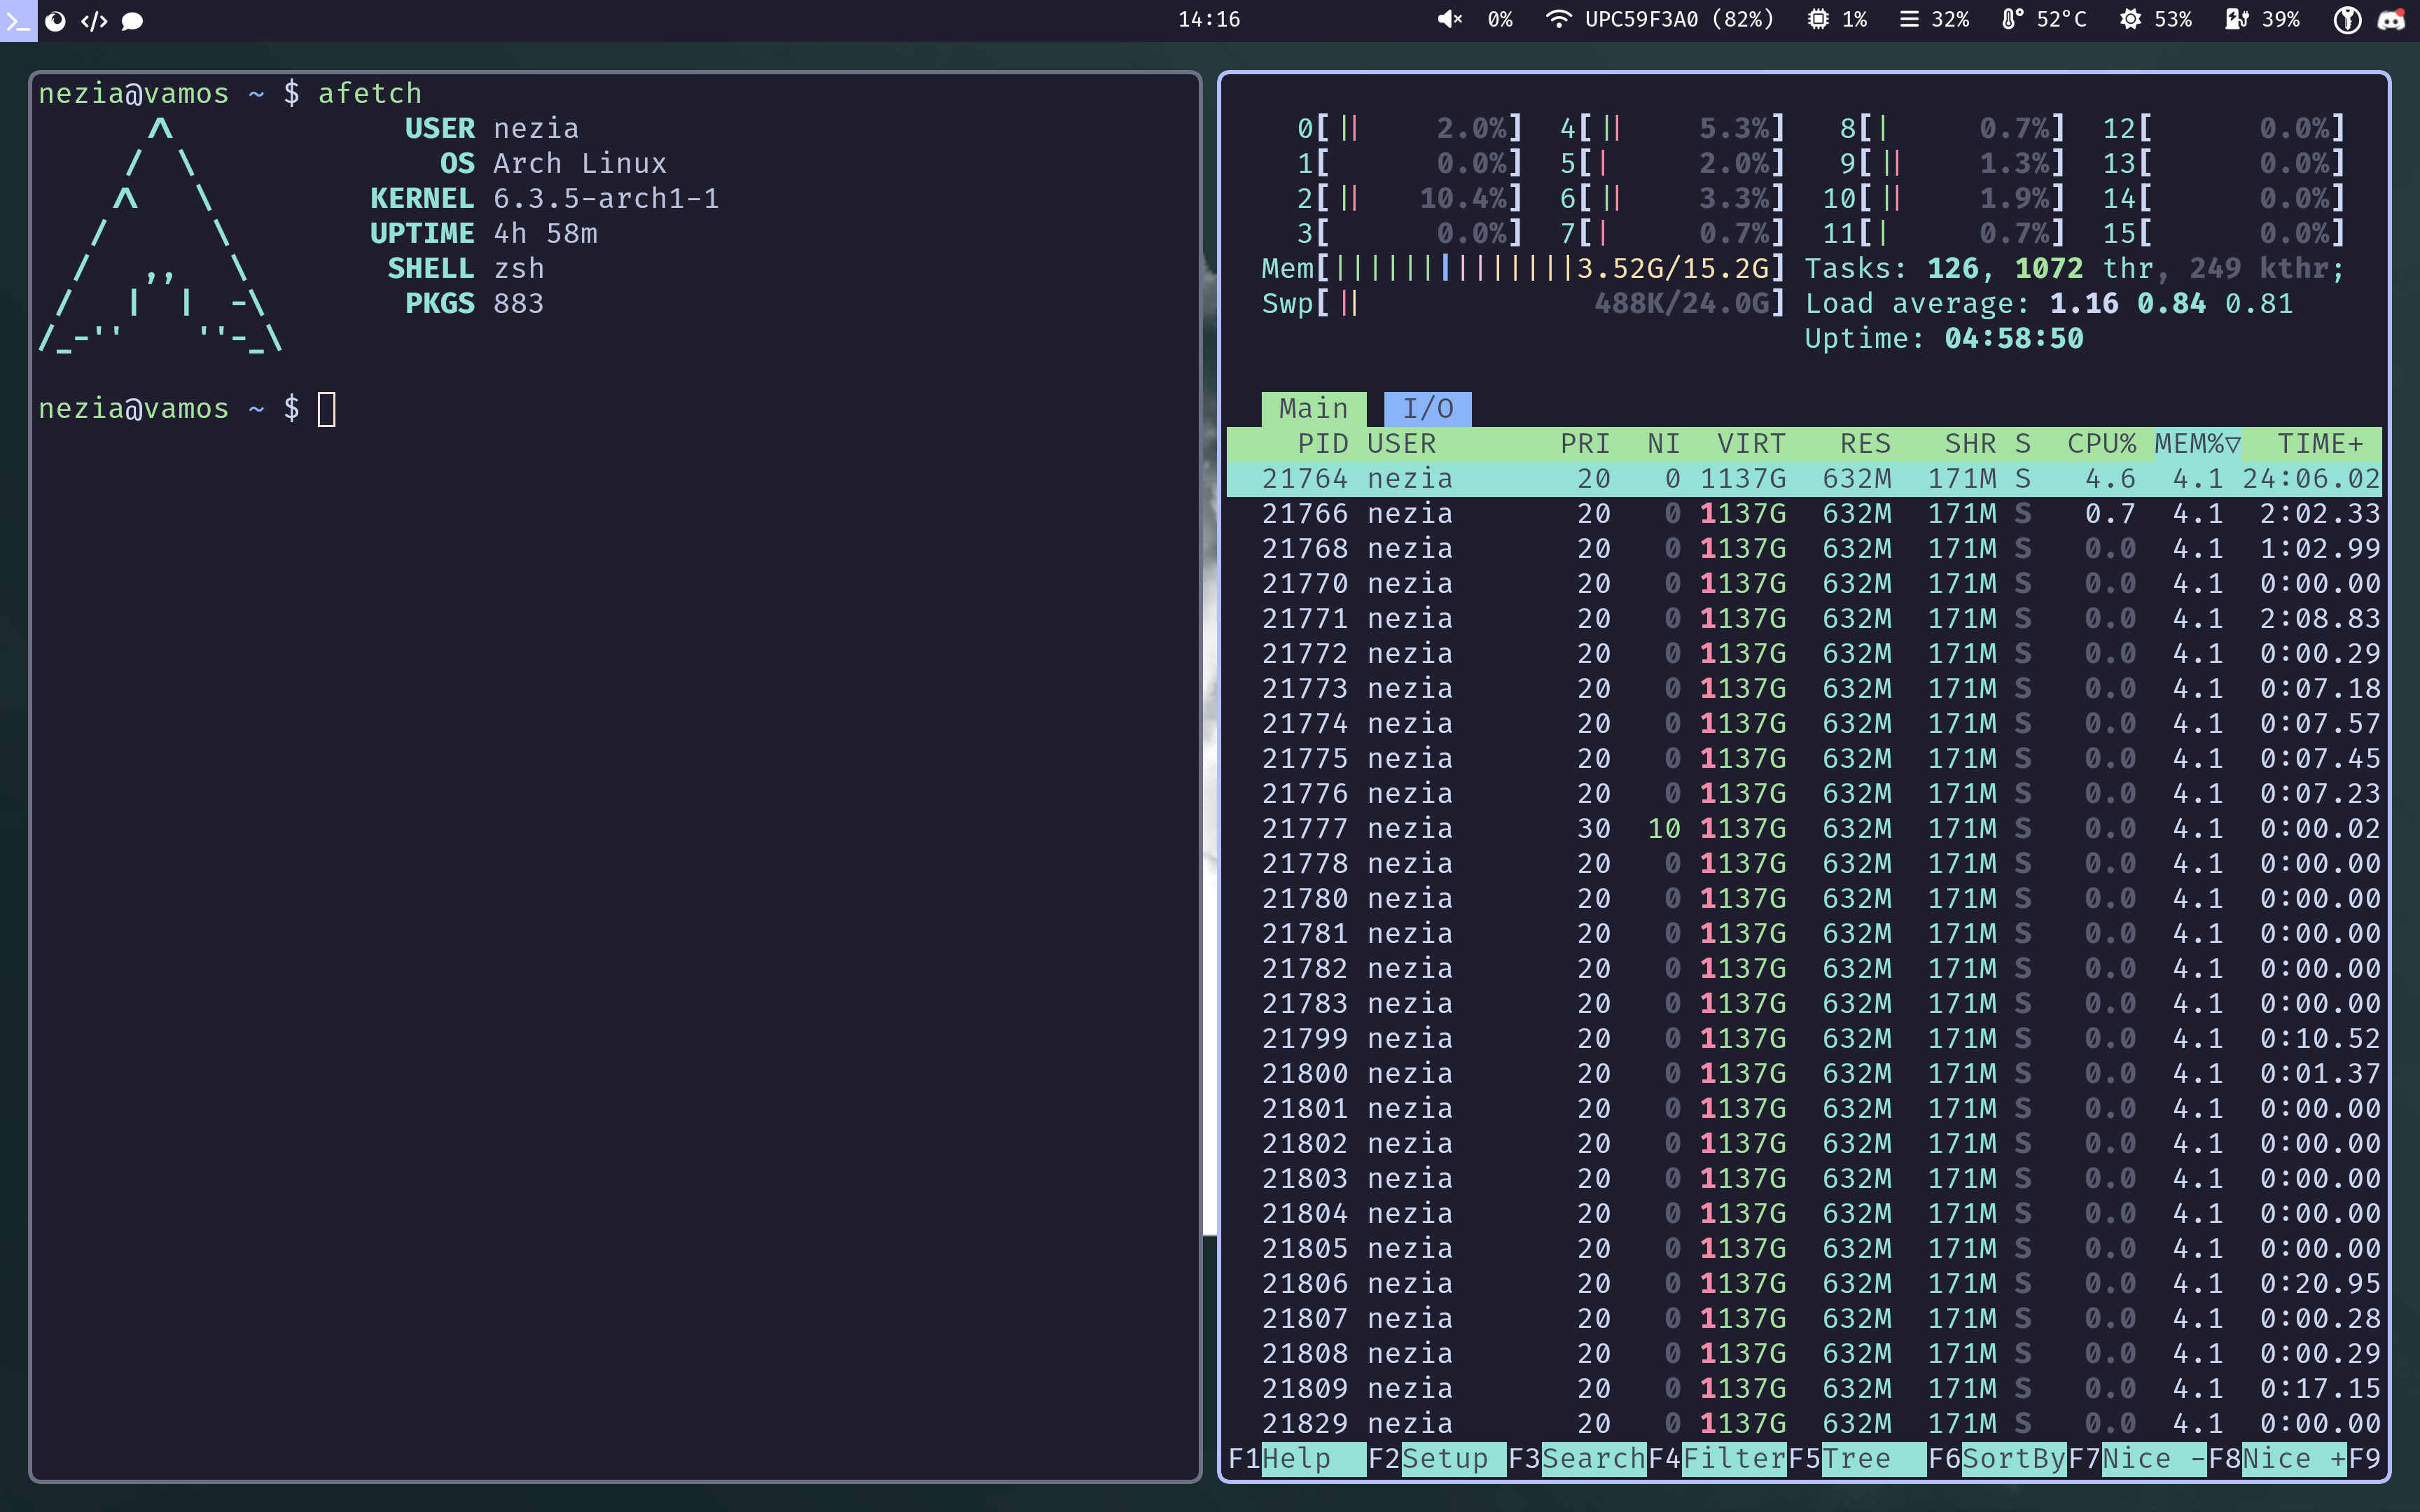 14:16 0% UPC59F3A0 (82%) 1% 32% 52°C 53% 39%
nezia@vamos ~ $ afetch
USER nezia
OS Arch Linux
KERNEL 6.3.5-arch1-1
UPTIME 4h 58m
SHELL zsh
PKGS 883
nezia@vamos ~ $
0[|| 2.0%] 4[|| 5.3%] 8[| 0.7%] 12[ 0.0%]
1[ 0.0%] 5[| 2.0%] 9[|| 1.3%] 13[ 0.0%]
2[|| 10.4%] 6[|| 3.3%] 10[|| 1.9%] 14[ 0.0%]
3[ 0.0%] 7[| 0.7%] 11[| 0.7%] 15[ 0.0%]
Mem[||||||||||||||3.52G/15.2G] Tasks: 126, 1072 thr, 249 kthr;
Swp[|| 488K/24.0G] Load average: 1.16 0.84 0.81
Uptime: 04:58:50
Main I/O
PID USER PRI NI VIRT RES SHR S CPU% MEM%▽ TIME+
21764 nezia 20 0 1137G 632M 171M S 4.6 4.1 24:06.02
21766 nezia 20 0 1137G 632M 171M S 0.7 4.1 2:02.33
21768 nezia 20 0 1137G 632M 171M S 0.0 4.1 1:02.99
21770 nezia 20 0 1137G 632M 171M S 0.0 4.1 0:00.00
21771 nezia 20 0 1137G 632M 171M S 0.0 4.1 2:08.83
21772 nezia 20 0 1137G 632M 171M S 0.0 4.1 0:00.29
21773 nezia 20 0 1137G 632M 171M S 0.0 4.1 0:07.18
21774 nezia 20 0 1137G 632M 171M S 0.0 4.1 0:07.57
21775 nezia 20 0 1137G 632M 171M S 0.0 4.1 0:07.45
21776 nezia 20 0 1137G 632M 171M S 0.0 4.1 0:07.23
21777 nezia 30 10 1137G 632M 171M S 0.0 4.1 0:00.02
21778 nezia 20 0 1137G 632M 171M S 0.0 4.1 0:00.00
21780 nezia 20 0 1137G 632M 171M S 0.0 4.1 0:00.00
21781 nezia 20 0 1137G 632M 171M S 0.0 4.1 0:00.00
21782 nezia 20 0 1137G 632M 171M S 0.0 4.1 0:00.00
21783 nezia 20 0 1137G 632M 171M S 0.0 4.1 0:00.00
21799 nezia 20 0 1137G 632M 171M S 0.0 4.1 0:10.52
21800 nezia 20 0 1137G 632M 171M S 0.0 4.1 0:01.37
21801 nezia 20 0 1137G 632M 171M S 0.0 4.1 0:00.00
21802 nezia 20 0 1137G 632M 171M S 0.0 4.1 0:00.00
21803 nezia 20 0 1137G 632M 171M S 0.0 4.1 0:00.00
21804 nezia 20 0 1137G 632M 171M S 0.0 4.1 0:00.00
21805 nezia 20 0 1137G 632M 171M S 0.0 4.1 0:00.00
21806 nezia 20 0 1137G 632M 171M S 0.0 4.1 0:20.95
21807 nezia 20 0 1137G 632M 171M S 0.0 4.1 0:00.28
21808 nezia 20 0 1137G 632M 171M S 0.0 4.1 0:00.29
21809 nezia 20 0 1137G 632M 171M S 0.0 4.1 0:17.15
21829 nezia 20 0 1137G 632M 171M S 0.0 4.1 0:00.00
F1Help F2Setup F3SearchF4FilterF5Tree F6SortByF7Nice -F8Nice +F9